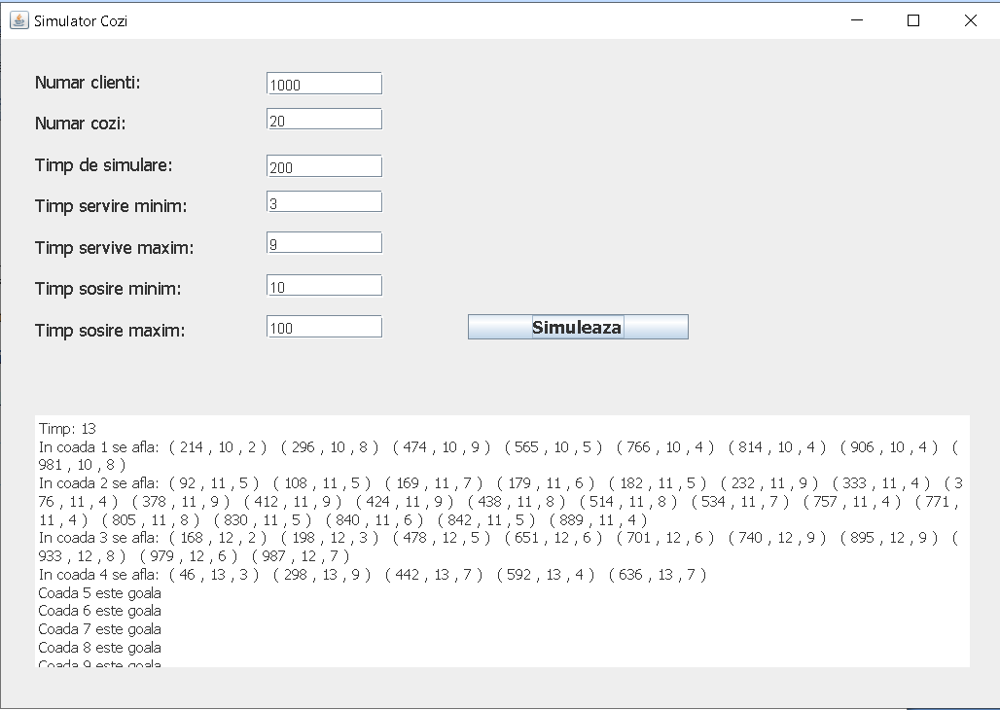 Simulator Cozi
Numar clienti: 1000
Numar cozi: 20
Timp de simulare: 200
Timp servire minim: 3
Timp servive maxim: 9
Timp sosire minim: 10
Timp sosire maxim: 100
Simuleaza
Timp: 13
In coada 1 se afla: ( 214 , 10 , 2 ) ( 296 , 10 , 8 ) ( 474 , 10 , 9 ) ( 565 , 10 , 5 ) ( 766 , 10 , 4 ) ( 814 , 10 , 4 ) ( 906 , 10 , 4 ) (
981 , 10 , 8 )
In coada 2 se afla: ( 92 , 11 , 5 ) ( 108 , 11 , 5 ) ( 169 , 11 , 7 ) ( 179 , 11 , 6 ) ( 182 , 11 , 5 ) ( 232 , 11 , 9 ) ( 333 , 11 , 4 ) ( 3
76 , 11 , 4 ) ( 378 , 11 , 9 ) ( 412 , 11 , 9 ) ( 424 , 11 , 9 ) ( 438 , 11 , 8 ) ( 514 , 11 , 8 ) ( 534 , 11 , 7 ) ( 757 , 11 , 4 ) ( 771 ,
11 , 4 ) ( 805 , 11 , 8 ) ( 830 , 11 , 5 ) ( 840 , 11 , 6 ) ( 842 , 11 , 5 ) ( 889 , 11 , 4 )
In coada 3 se afla: ( 168 , 12 , 2 ) ( 198 , 12 , 3 ) ( 478 , 12 , 5 ) ( 651 , 12 , 6 ) ( 701 , 12 , 6 ) ( 740 , 12 , 9 ) ( 895 , 12 , 9 ) (
933 , 12 , 8 ) ( 979 , 12 , 6 ) ( 987 , 12 , 7 )
In coada 4 se afla: ( 46 , 13 , 3 ) ( 298 , 13 , 9 ) ( 442 , 13 , 7 ) ( 592 , 13 , 4 ) ( 636 , 13 , 7 )
Coada 5 este goala
Coada 6 este goala
Coada 7 este goala
Coada 8 este goala
Coada 9 este goala